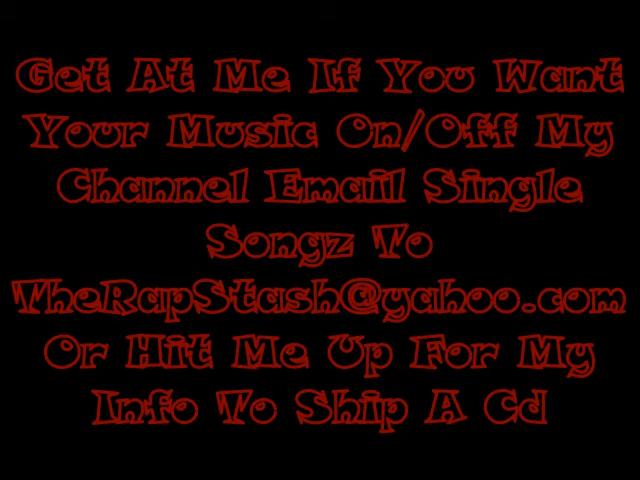 Get At Me If You Want
Your Music On/Off My
Channel Email Single
Songz To
TheRapStash@yahoo.com
Or Hit Me Up For My
Info To Ship A Cd